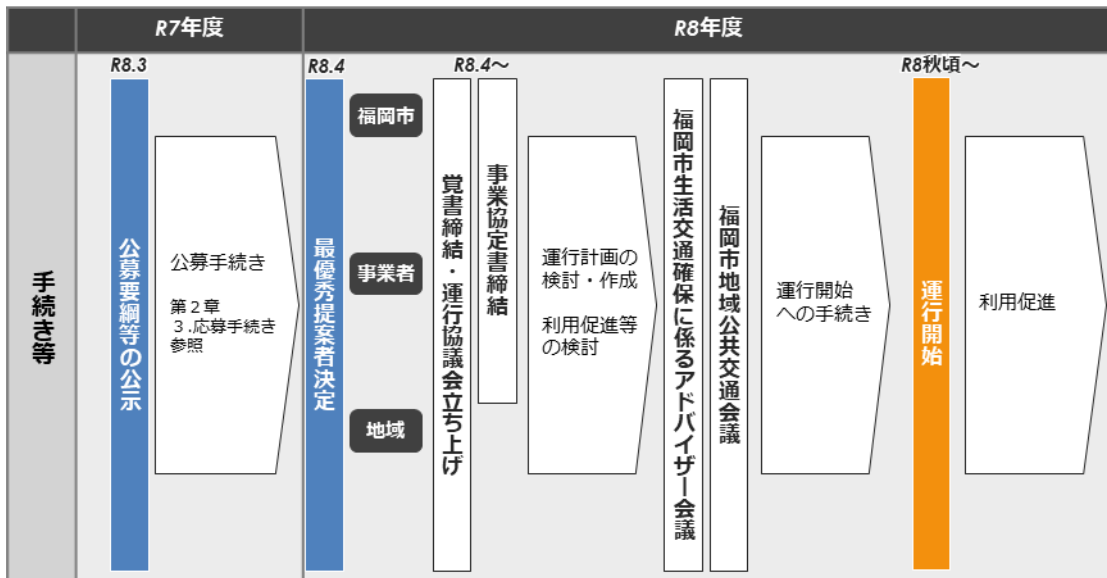 R7年度
R8年度
手続き等
R8.3
公募要綱等の公示
公募手続き
第２章
３.応募手続き
参照
R8.4
最優秀提案者決定
福岡市
事業者
地域
R8.4～
覚書締結・運行協議会立ち上げ
事業協定書締結
運行計画の
検討・作成
利用促進等
の検討
福岡市生活交通確保に係るアドバイザー会議
福岡市地域公共交通会議
運行開始
への手続き
R8秋頃～
運行開始
利用促進